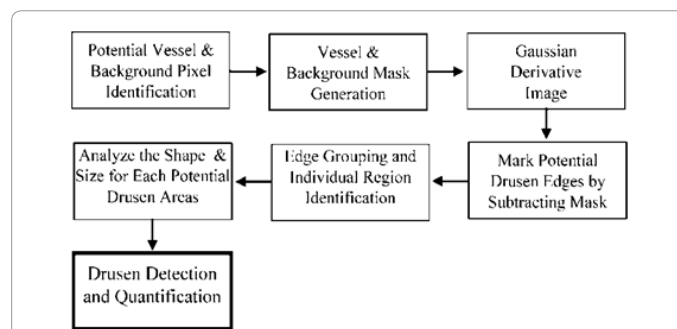 Potential Vessel &
Background Pixel
Identification
Vessel &
Background Mask
Generation
Gaussian
Derivative
Image
Mark Potential
Drusen Edges by
Subtracting Mask
Edge Grouping and
Individual Region
Identification
Analyze the Shape &
Size for Each Potential
Drusen Areas
Drusen Detection
and Quantification